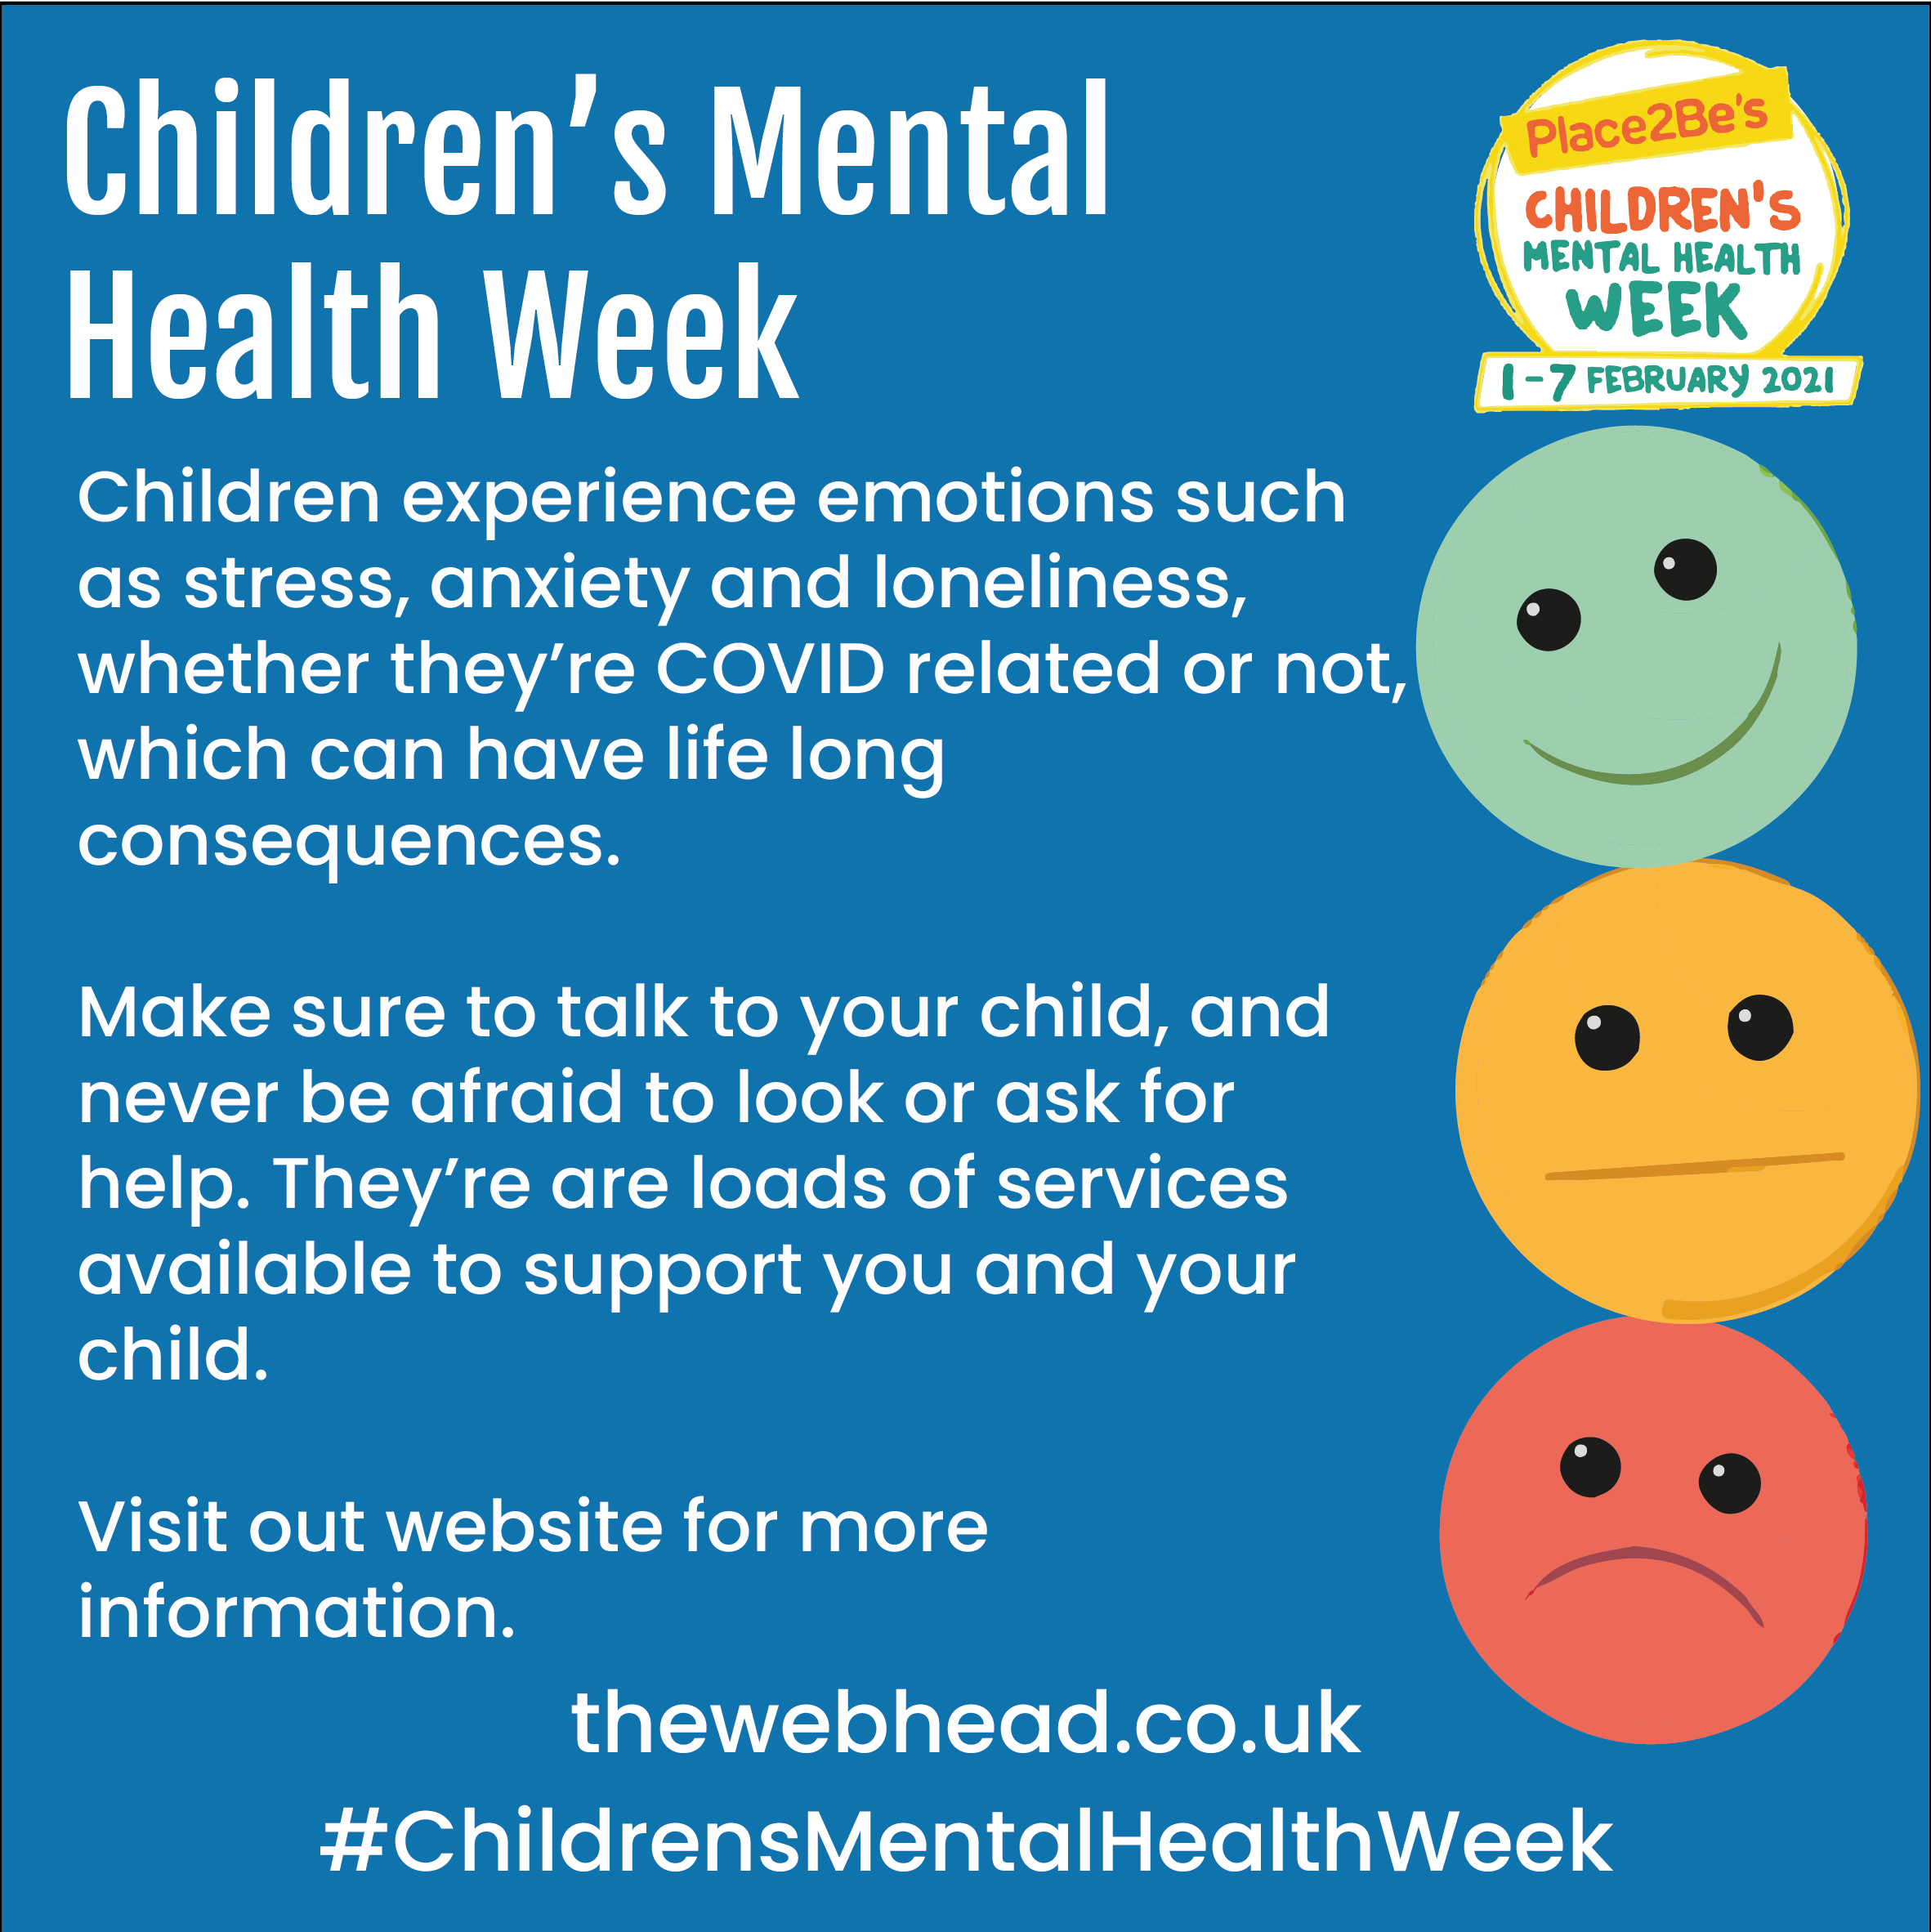 Children’s Mental
Health Week
Place2Be's
CHILDREN'S
MENTAL HEALTH
WEEK
1-7 FEBRUARY 2021
Children experience emotions such
as stress, anxiety and loneliness,
whether they’re COVID related or not,
which can have life long
consequences.
Make sure to talk to your child, and
never be afraid to look or ask for
help. They’re are loads of services
available to support you and your
child.
Visit out website for more
information.
thewebhead.co.uk
#ChildrensMentalHealthWeek